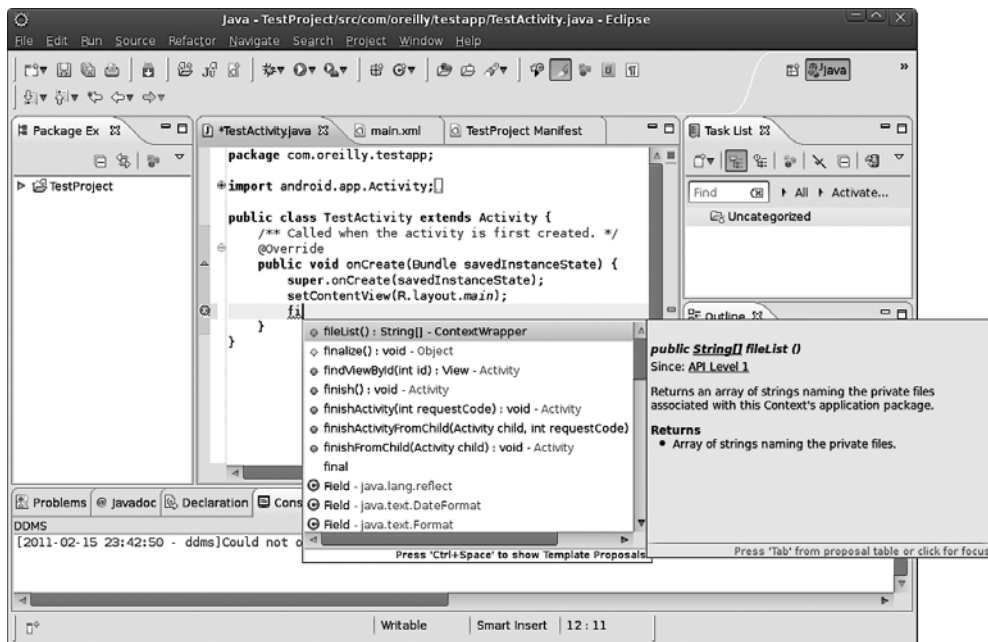 Java - TestProject/src/com/oreilly/testapp/TestActivity.java - Eclipse
File Edit Run Source Refactor Navigate Search Project Window Help
Java
»
Package Ex
*TestActivity.java
main.xml
TestProject Manifest
Task List
TestProject
package com.oreilly.testapp;
import android.app.Activity;
public class TestActivity extends Activity {
/** Called when the activity is first created. */
@Override
public void onCreate(Bundle savedInstanceState) {
super.onCreate(savedInstanceState);
setContentView(R.layout.main);
fi
}
}
Find
All
Activate...
Uncategorized
Outline
fileList() : String[] - ContextWrapper
finalize() : void - Object
findViewById(int id) : View - Activity
finish() : void - Activity
finishActivity(int requestCode) : void - Activity
finishActivityFromChild(Activity child, int requestCode)
finishFromChild(Activity child) : void - Activity
final
Field - java.lang.reflect
Field - java.text.DateFormat
Field - java.text.Format
Press 'Ctrl+Space' to show Template Proposals
public String[] fileList ()
Since: API Level 1
Returns an array of strings naming the private files
associated with this Context's application package.
Returns
• Array of strings naming the private files.
Press 'Tab' from proposal table or click for focus
Problems @ Javadoc Declaration Cons
DDMS
[2011-02-15 23:42:50 - ddms]Could not o
Writable
Smart Insert
12 : 11